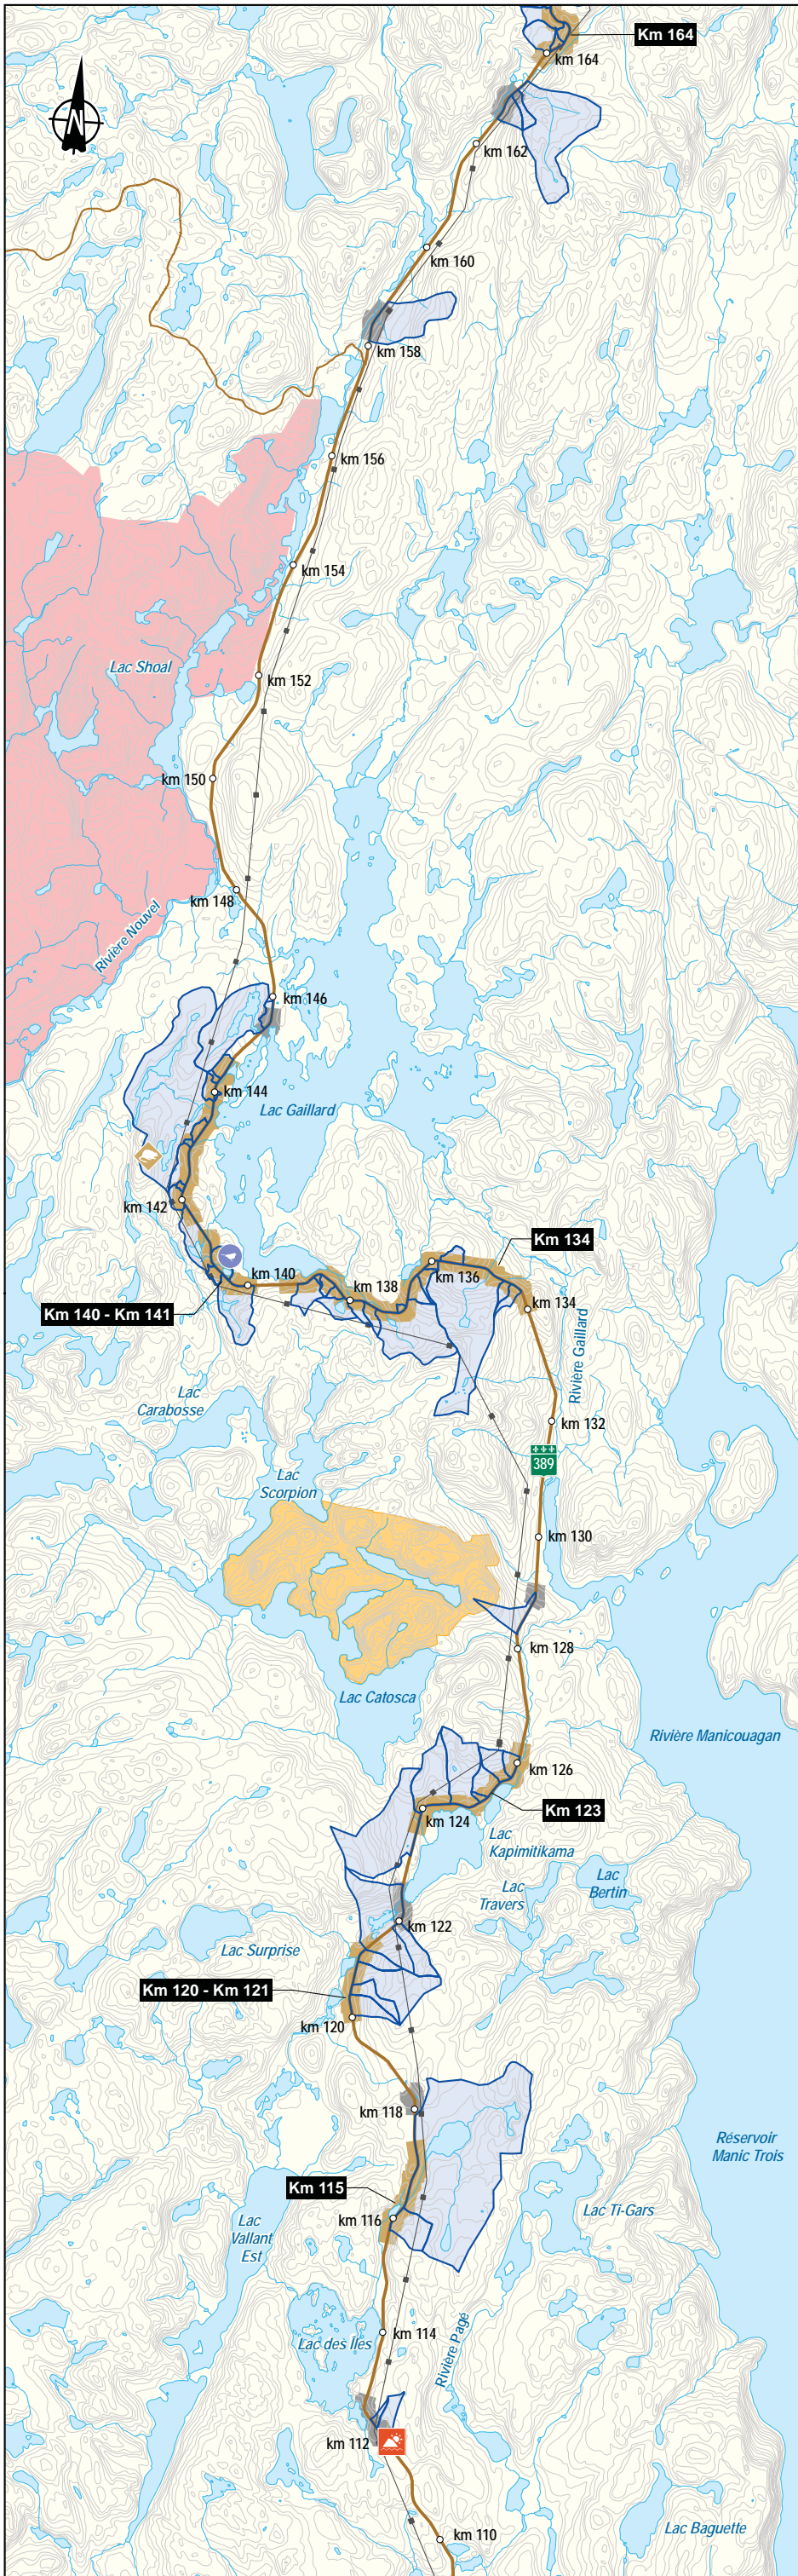 Km 164
km 164
N
km 162
km 160
km 158
km 156
km 154
Lac Shoal
km 152
km 150
km 148
Rivière Nouvel
km 146
km 144
Lac Gaillard
km 142
Km 134
km 140
km 136
km 138
km 134
Km 140 - Km 141
Rivière Gaillard
Lac
Carabosse
km 132
389
Lac
Scorpion
km 130
km 128
Lac Catosca
Rivière Manicouagan
km 126
Km 123
km 124
Lac
Kapimitikama
Lac
Bertin
Lac
Travers
km 122
Lac Surprise
Km 120 - Km 121
km 120
km 118
Réservoir
Manic Trois
Km 115
Lac Ti-Gars
km 116
Lac
Vallant
Est
km 114
Lac des Îles
Rivière Pagé
km 112
Lac Baguette
km 110